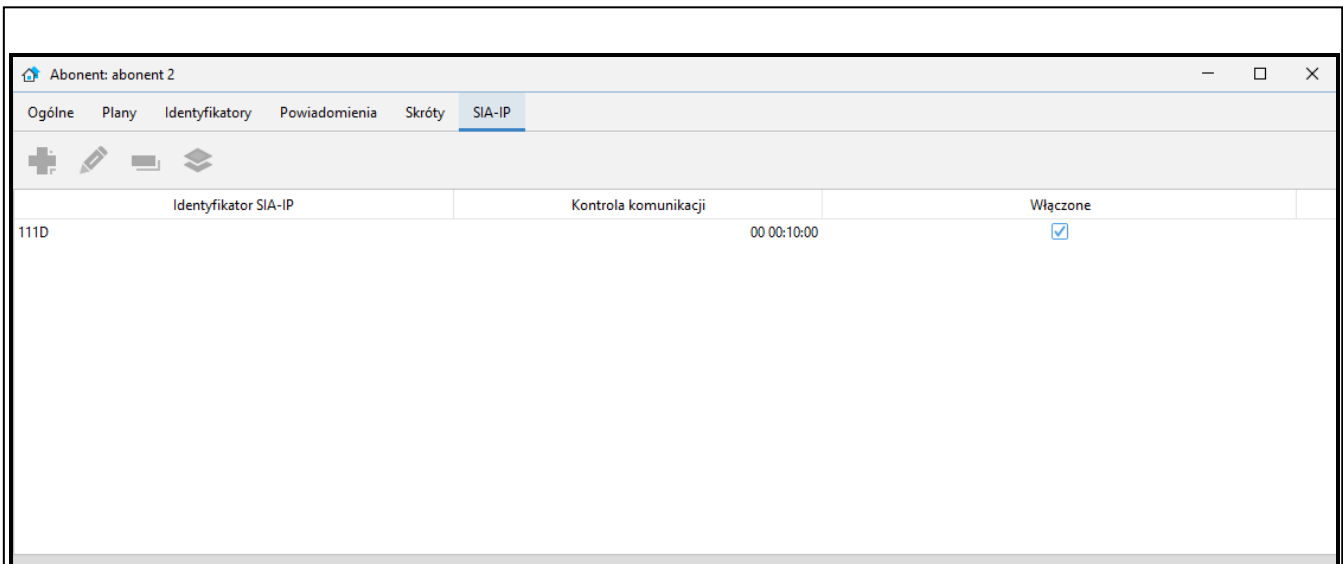 Abonent: abonent 2
Ogólne Plany Identyfikatory Powiadomienia Skróty SIA-IP
Identyfikator SIA-IP Kontrola komunikacji Włączone
111D 00 00:10:00